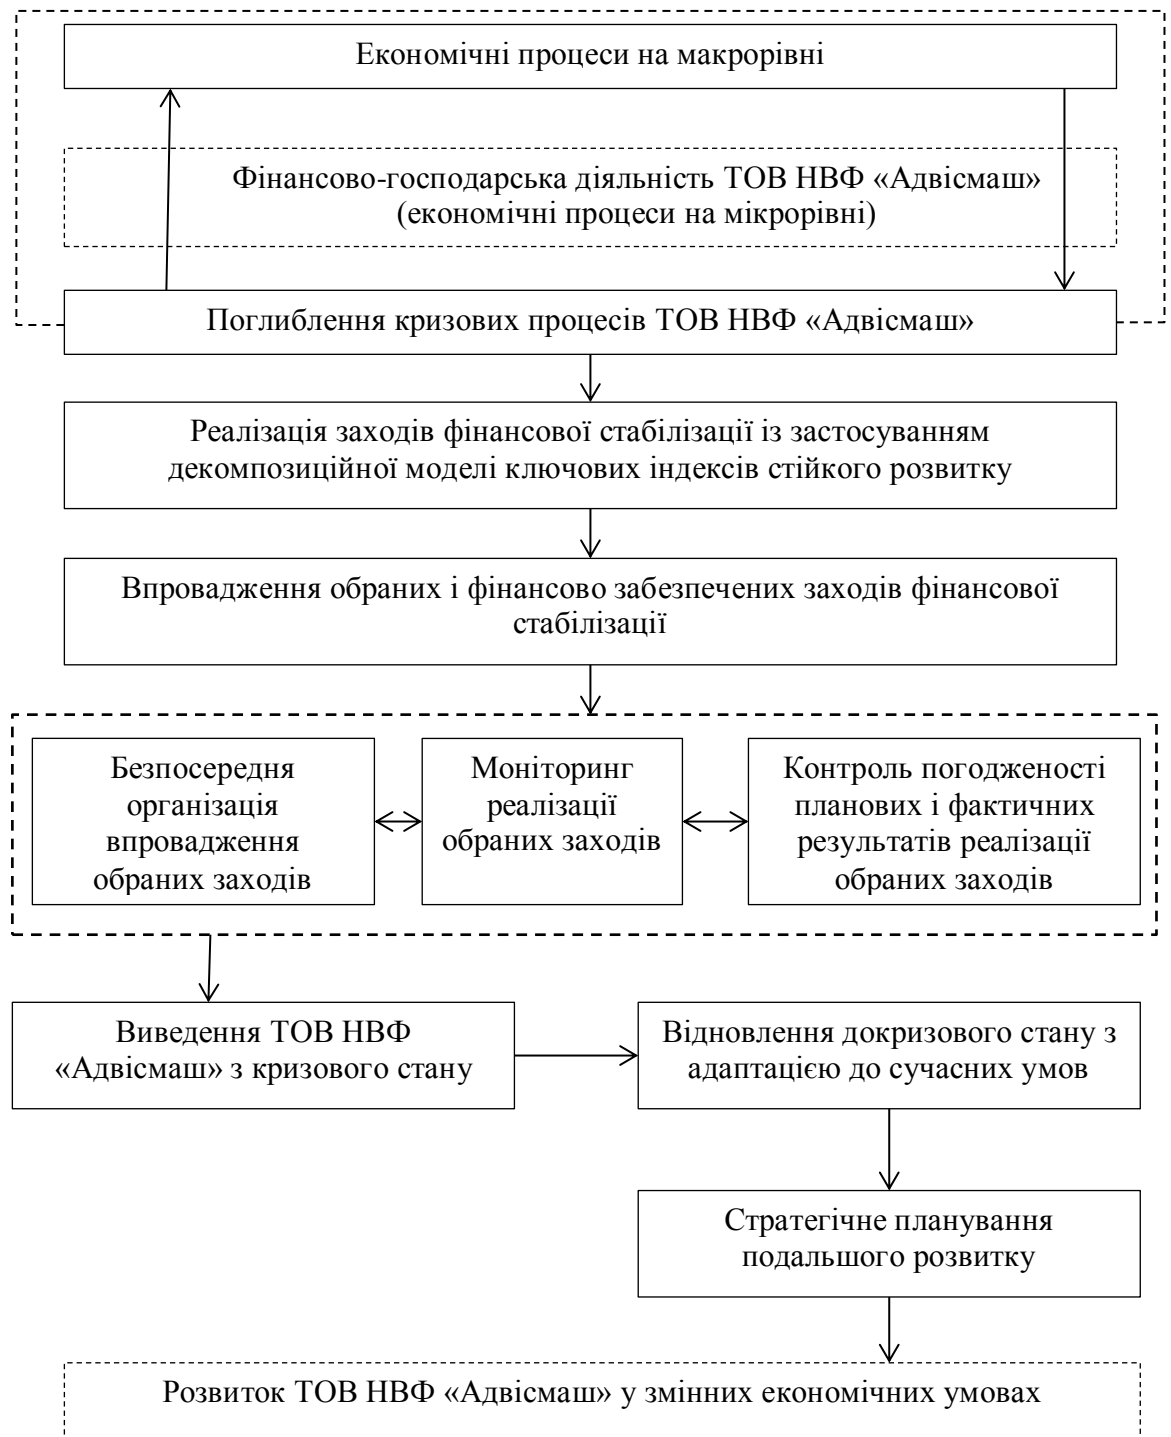 Економічні процеси на макрорівні
Фінансово-господарська діяльність ТОВ НВФ «Адвісмаш»
(економічні процеси на мікрорівні)
Поглиблення кризових процесів ТОВ НВФ «Адвісмаш»
Реалізація заходів фінансової стабілізації із застосуванням
декомпозиційної моделі ключових індексів стійкого розвитку
Впровадження обраних і фінансово забезпечених заходів фінансової
стабілізації
Безпосередня
організація
впровадження
обраних заходів
Моніторинг
реалізації
обраних заходів
Контроль погодженості
планових і фактичних
результатів реалізації
обраних заходів
Виведення ТОВ НВФ
«Адвісмаш» з кризового стану
Відновлення докризового стану з
адаптацією до сучасних умов
Стратегічне планування
подальшого розвитку
Розвиток ТОВ НВФ «Адвісмаш» у змінних економічних умовах